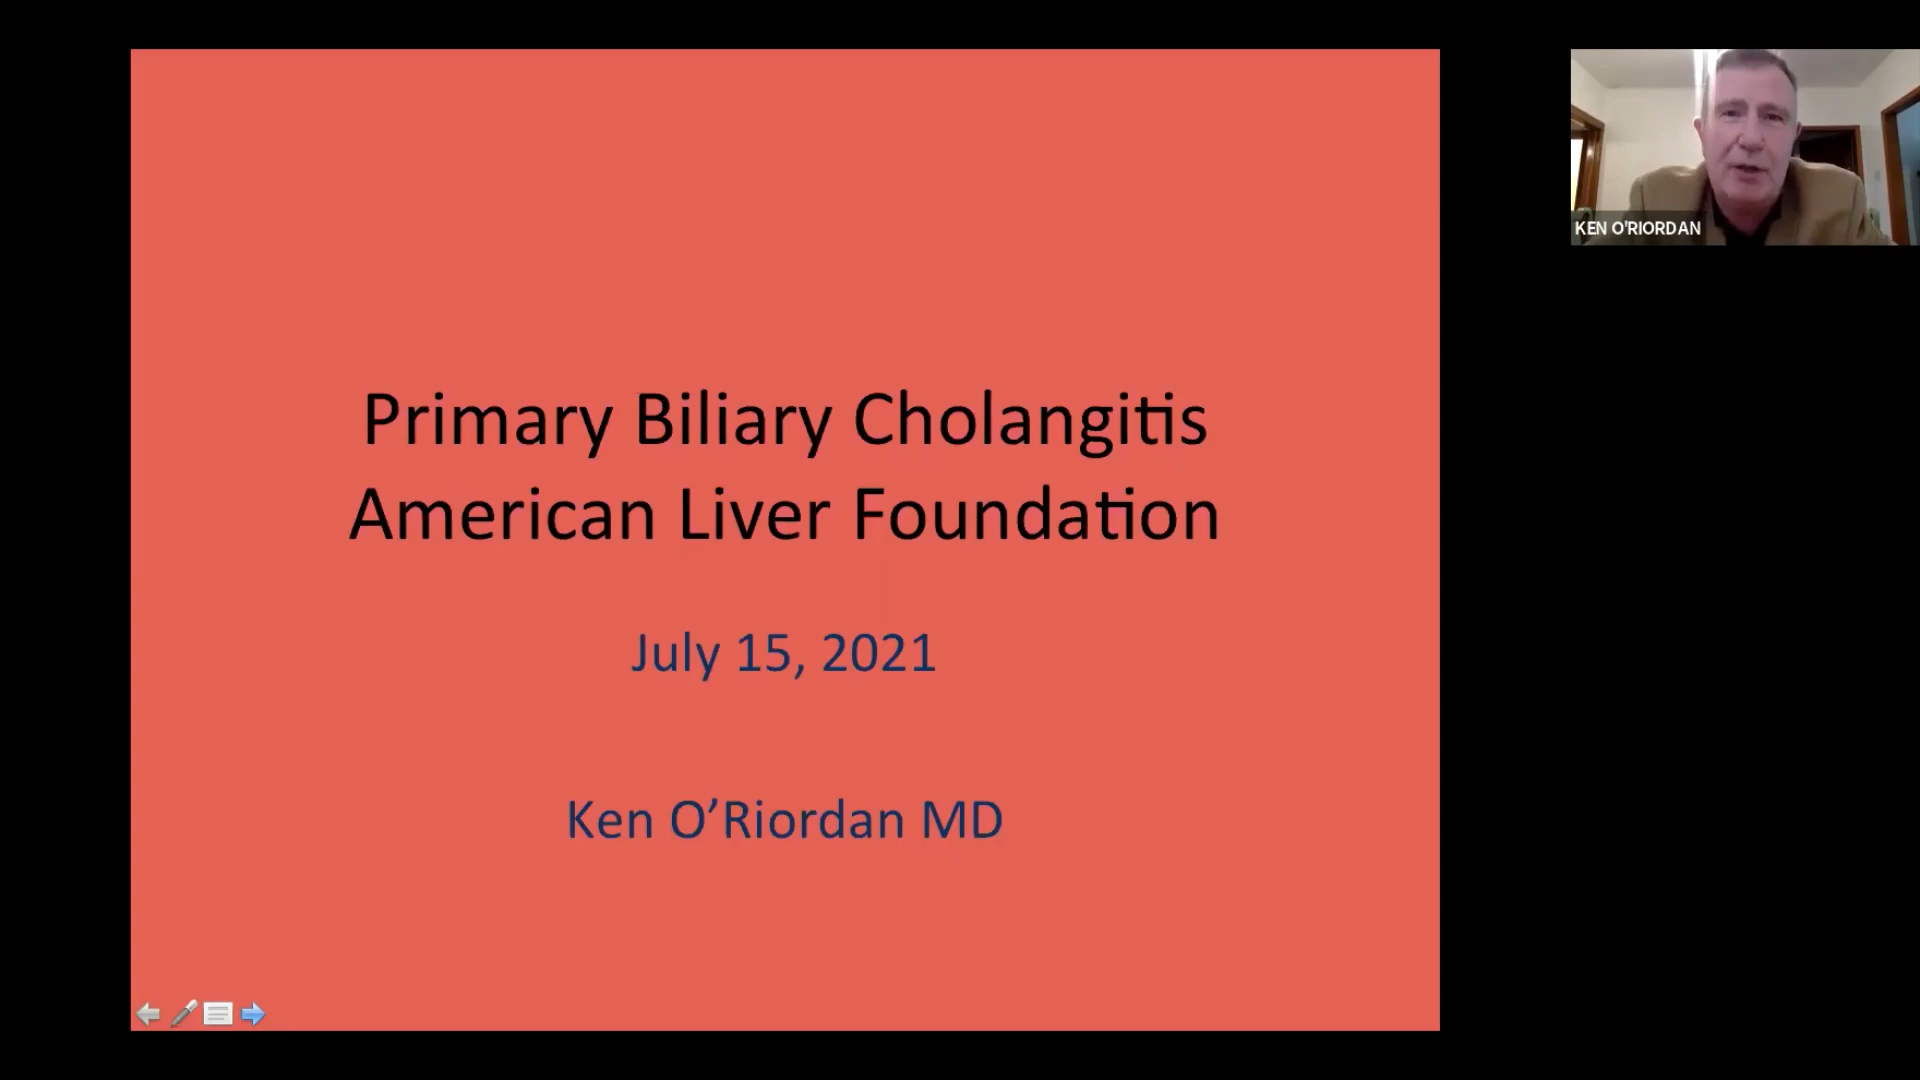 Primary Biliary Cholangitis
American Liver Foundation
July 15, 2021
Ken O’Riordan MD
KEN O'RIORDAN